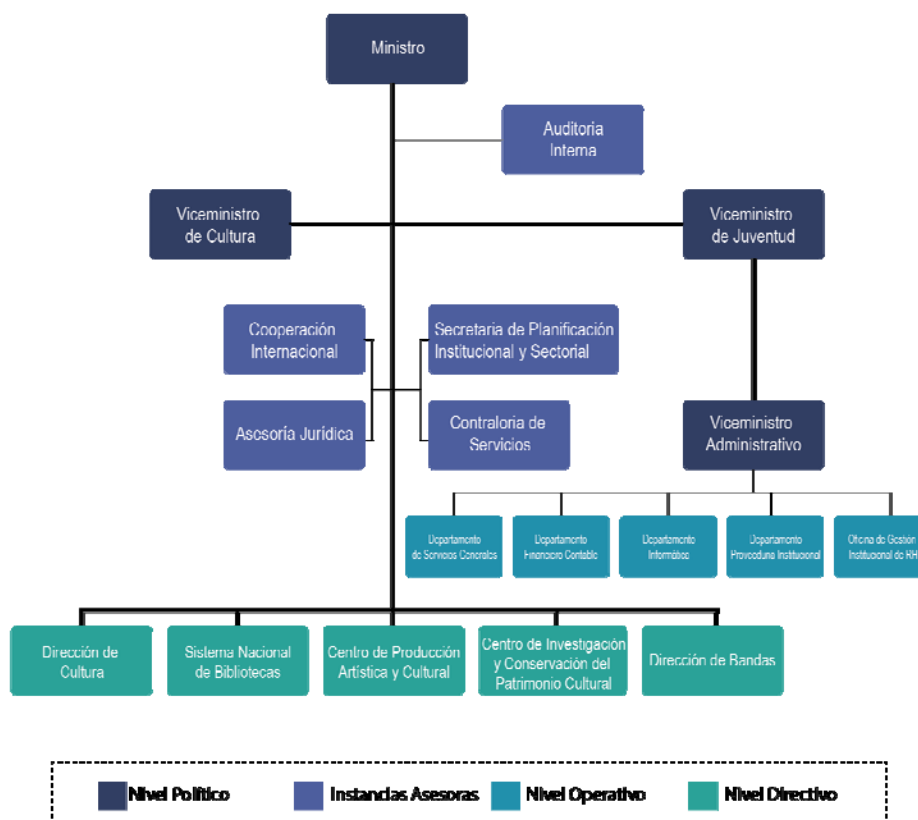 Ministro
Auditoria
Interna
Viceministro
de Cultura
Viceministro
de Juventud
Cooperación
Internacional
Secretaria de Planificación
Institucional y Sectorial
Asesoría Jurídica
Contraloria de
Servicios
Viceministro
Administrativo
Departamento
de Servicios Generales
Departamento
Financiero Contable
Departamento
Informática
Departamento
Proveeduria Institucional
Oficina de Gestión
Institucional de RH
Dirección de
Cultura
Sistema Nacional
de Bibliotecas
Centro de Producción
Artística y Cultural
Centro de Investigación
y Conservación del
Patrimonio Cultural
Dirección de Bandas
Nivel Político
Instancias Asesoras
Nivel Operativo
Nivel Directivo